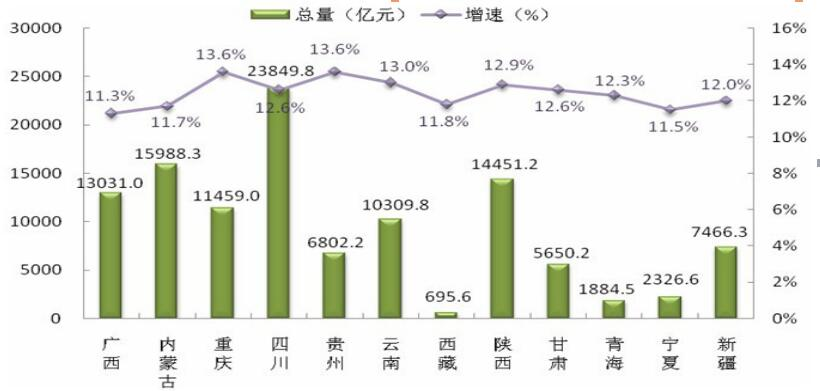 总量（亿元） 增速（%）
30000 16%
25000 14%
20000 12%
15000 10%
10000 8%
5000 6%
0 4%
2%
0%
11.3% 11.7% 13.6% 12.6% 13.6% 13.0% 11.8% 12.9% 12.6% 12.3% 11.5% 12.0%
13031.0 15988.3 11459.0 23849.8 6802.2 10309.8 695.6 14451.2 5650.2 1884.5 2326.6 7466.3
广西 内蒙古 重庆 四川 贵州 云南 西藏 陕西 甘肃 青海 宁夏 新疆